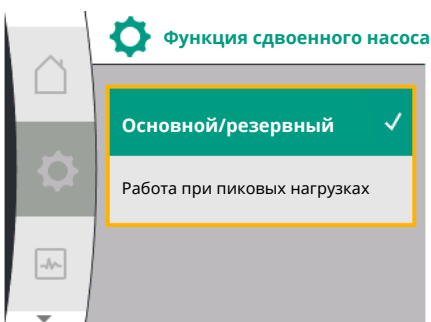 Функция сдвоенного насоса
Основной/резервный
Работа при пиковых нагрузках